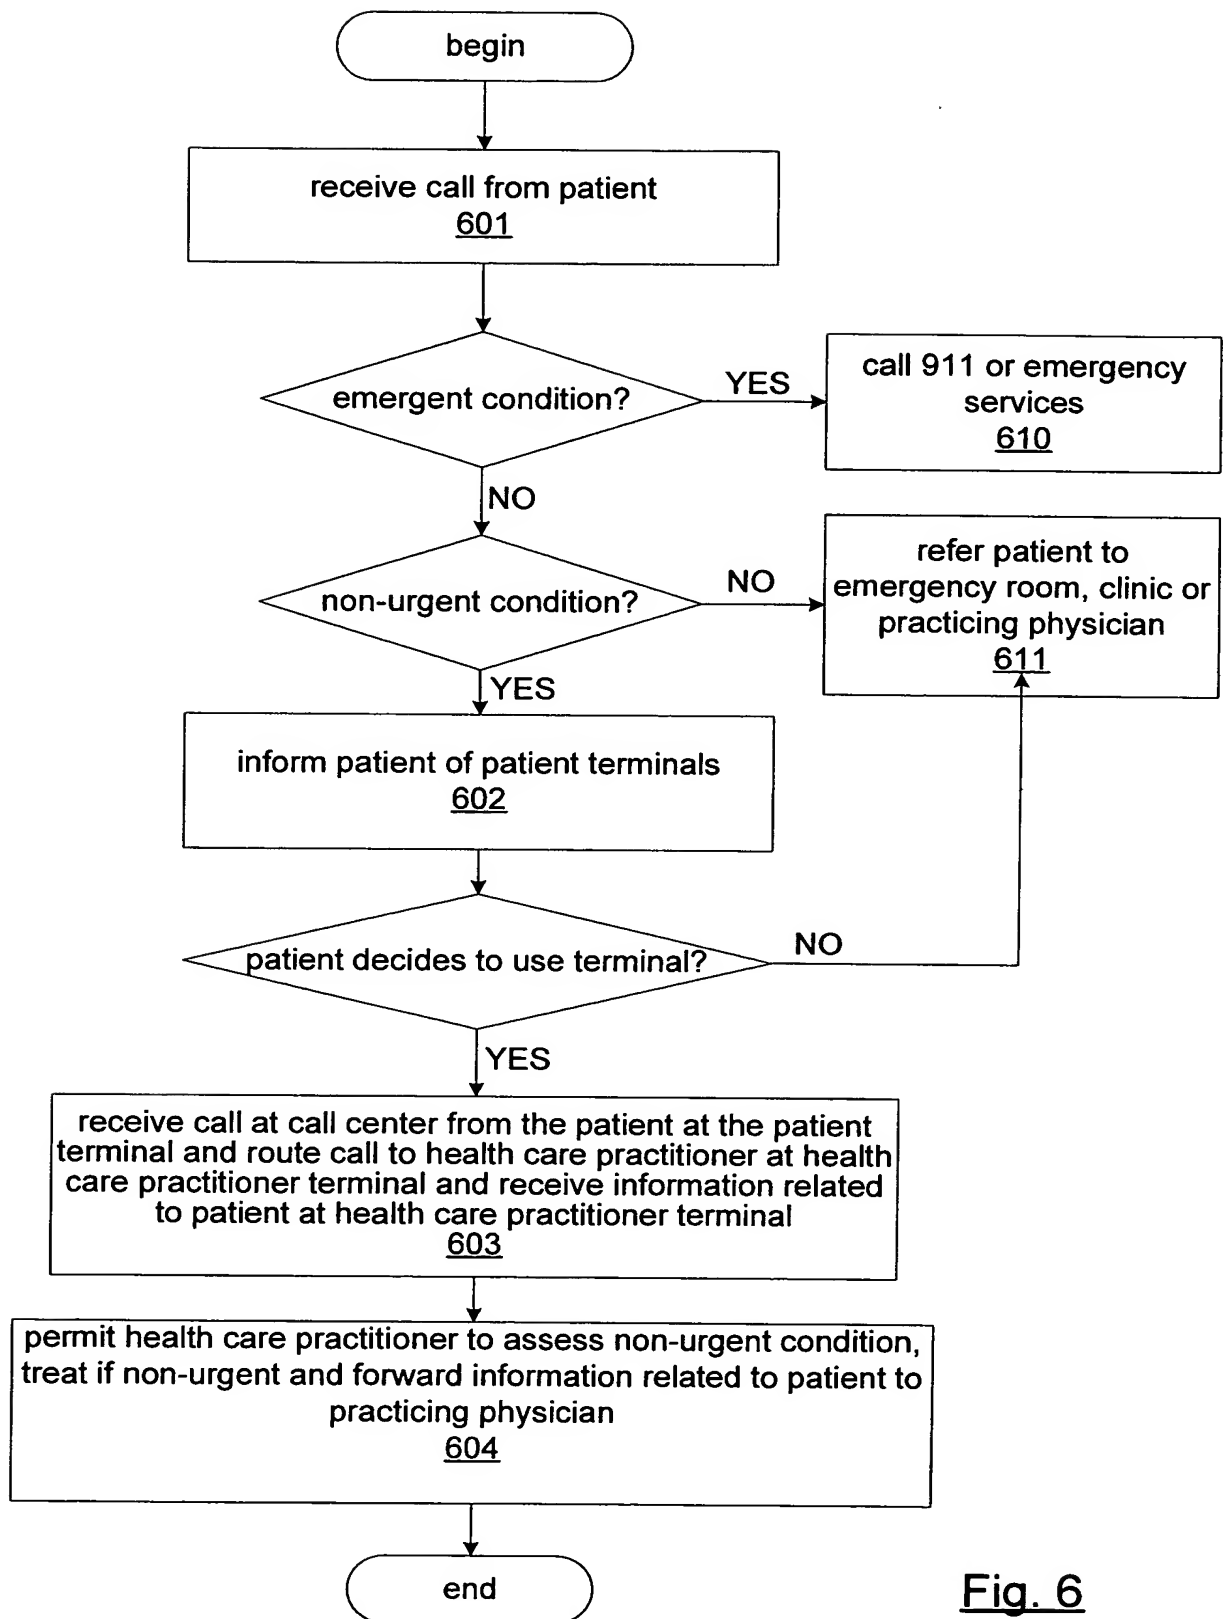 begin
receive call from patient
601
emergent condition?
YES
call 911 or emergency
services
610
NO
non-urgent condition?
NO
refer patient to
emergency room, clinic or
practicing physician
611
YES
inform patient of patient terminals
602
patient decides to use terminal?
NO
YES
receive call at call center from the patient at the patient
terminal and route call to health care practitioner at health
care practitioner terminal and receive information related
to patient at health care practitioner terminal
603
permit health care practitioner to assess non-urgent condition,
treat if non-urgent and forward information related to patient to
practicing physician
604
end
Fig. 6